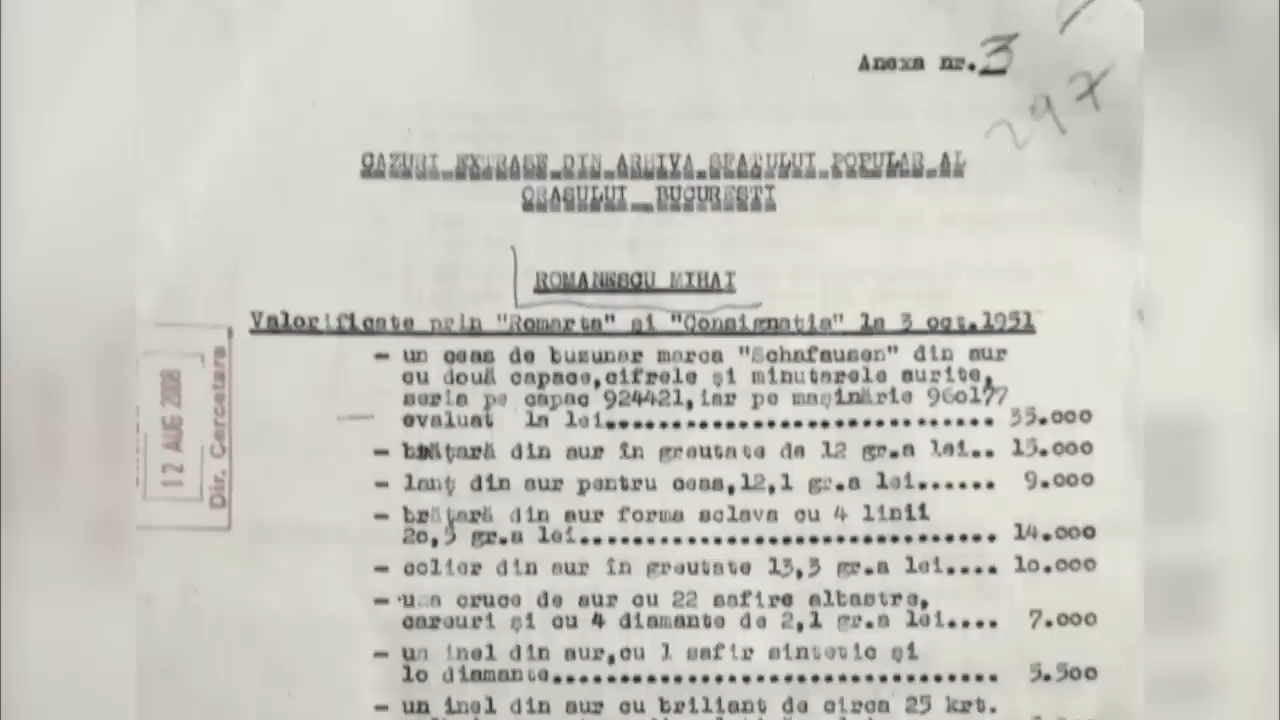 Anexa nr. 3
297
CAZURI EXTRASE DIN ARHIVA SFATULUI POPULAR AL
ORASULUI BUCURESTI
ROMANESCU MIHAI
Valorificate prin "Romarta" si "Consignatia" la 3 oct.1951
- un ceas de buzunar marca "Schafausen" din aur
cu două capace,cifrele şi minutarele aurite,
seria pe capac 924421,iar pe maşinărie 960177
evaluat la lei.............................. 35.000
- brăţară din aur în greutate de 12 gr.a lei.. 15.000
- lanţ din aur pentru ceas,12,1 gr.a lei...... 9.000
- brăţară din aur forma sclava cu 4 linii
20,5 gr.a lei................................ 14.000
- colier din aur în greutate 13,3 gr.a lei.... 10.000
- u.a cruce de aur cu 22 safire albastre,
carouri şi cu 4 diamante de 2,1 gr.a lei.... 7.000
- un inel din aur,cu 1 safir sintetic şi
10 diamante.................................. 5.500
- un inel din aur cu briliant de circa 25 krt.
12 AUG 2008
Dir. Cercetare